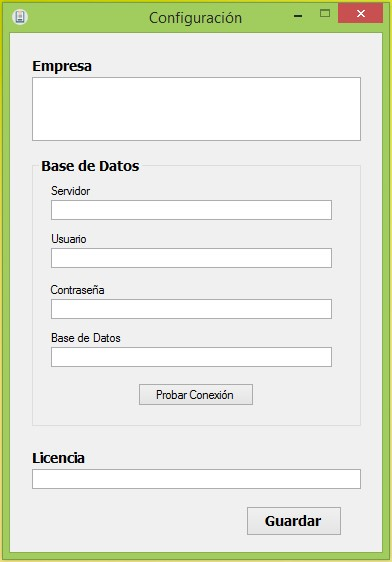 Configuración
Empresa
Base de Datos
Servidor
Usuario
Contraseña
Base de Datos
Probar Conexión
Licencia
Guardar